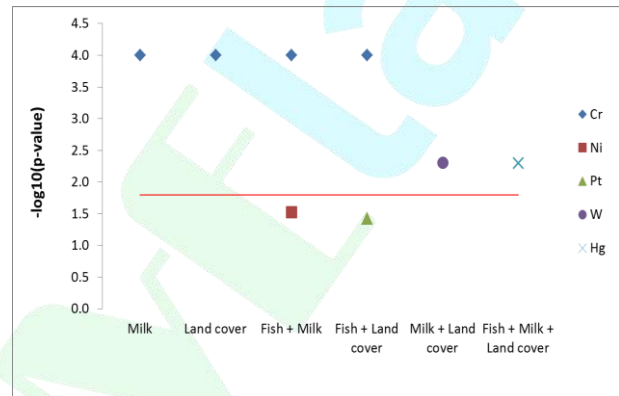 4.5
4.0
3.5
3.0
2.5
2.0
1.5
1.0
0.5
0.0
-log10(p-value)
Milk
Land cover
Fish + Milk
Fish + Land
cover
Milk + Land
cover
Fish + Milk +
Land cover
Cr
Ni
Pt
W
Hg